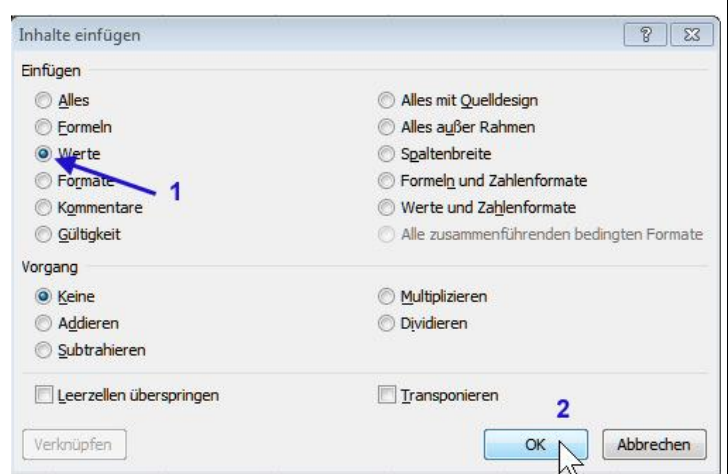 Inhalte einfügen
Einfügen
Alles
Alles mit Quelldesign
Formeln
Alles außer Rahmen
Werte
Spaltenbreite
Formate
Formeln und Zahlenformate
1
Kommentare
Werte und Zahlenformate
Gültigkeit
Alle zusammenführenden bedingten Formate
Vorgang
Keine
Multiplizieren
Addieren
Dividieren
Subtrahieren
Leerzellen überspringen
Transponieren
2
Verknüpfen
OK
Abbrechen